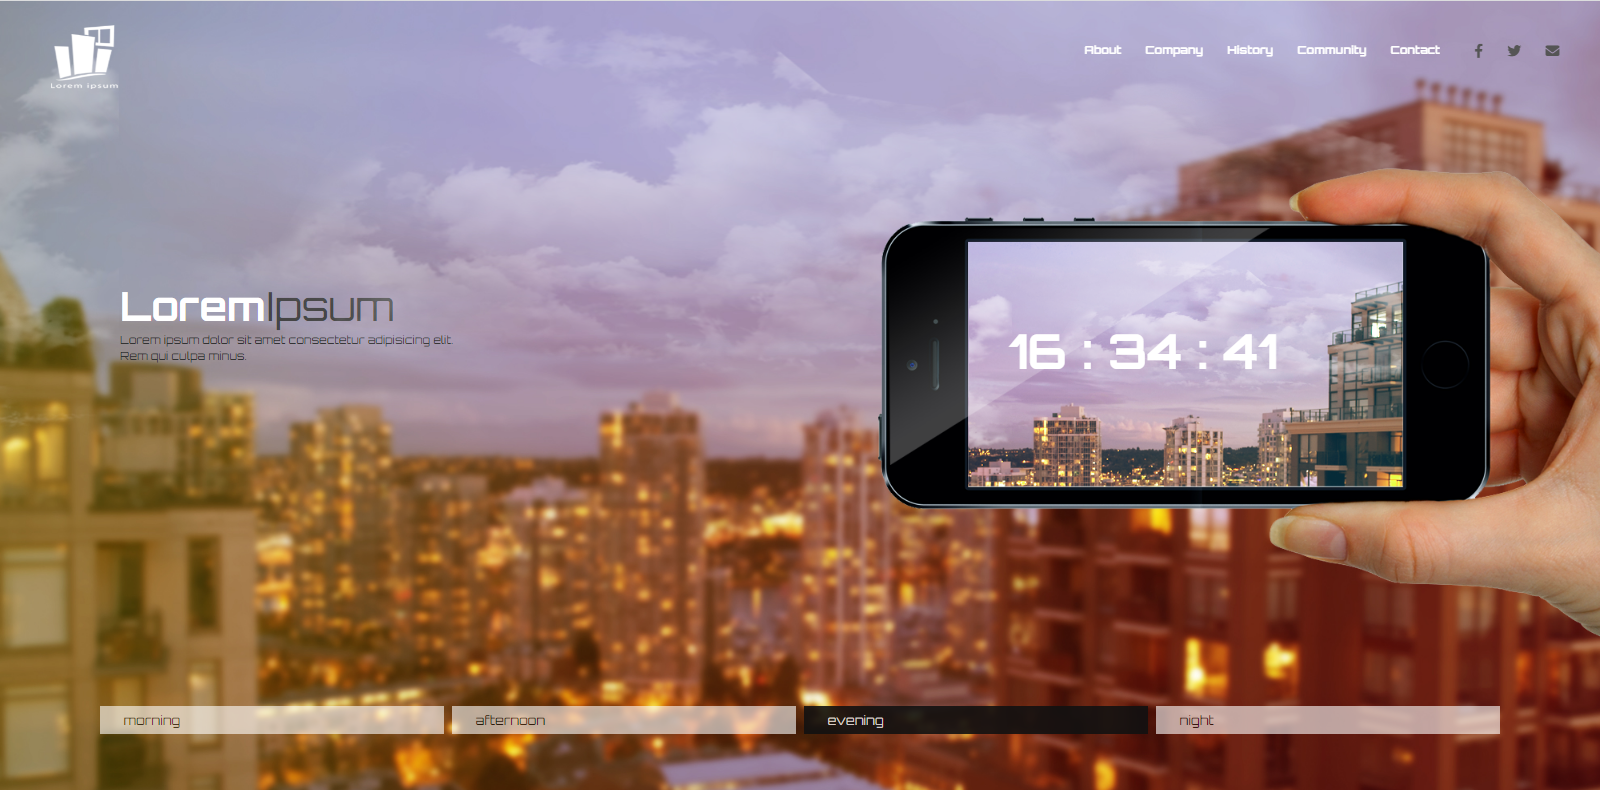 Lorem ipsum
About Company History Community Contact
LoremIpsum
Lorem ipsum dolor sit amet consectetur adipisicing elit.
Rem qui culpa minus.
16 : 34 : 41
morning afternoon evening night